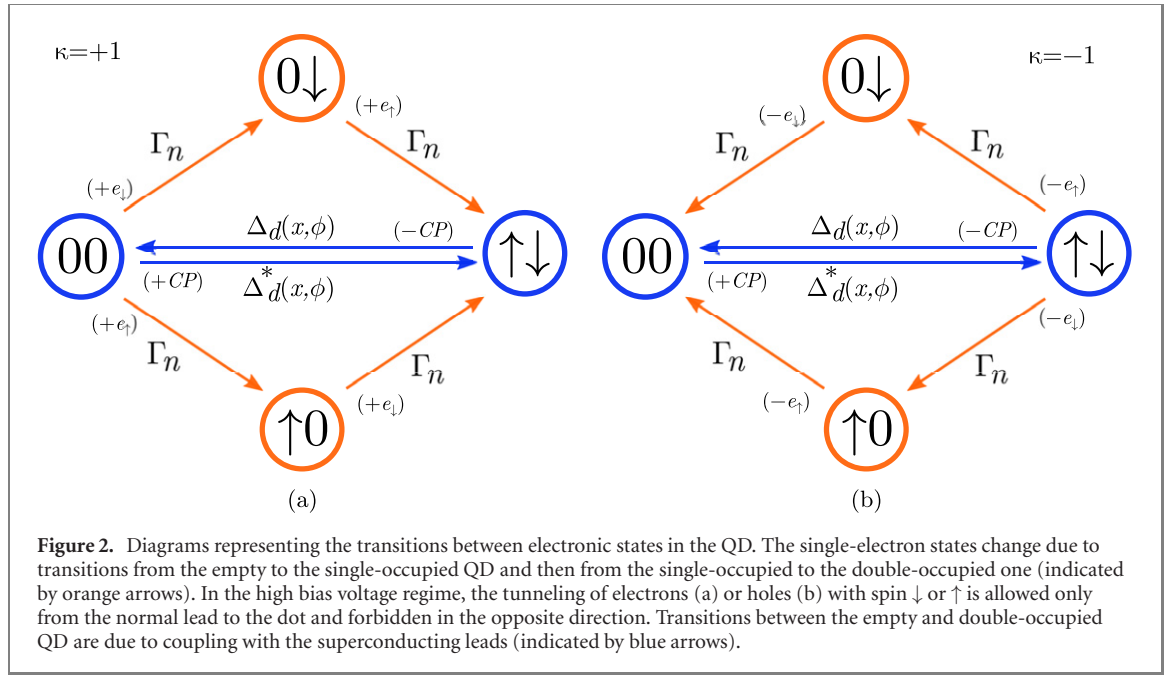 κ=+1
0↓
(+e↑)
Γn
Γn
(+e↓)
00
Δd(x,ϕ)
(−CP)
↑↓
(+CP)
Δ*d(x,ϕ)
(+e↑)
Γn
Γn
(+e↓)
↑0
(a)
κ=−1
0↓
(−e↓)
Γn
Γn
(−e↑)
00
Δd(x,ϕ)
(−CP)
↑↓
(+CP)
Δ*d(x,ϕ)
(−e↓)
Γn
Γn
(−e↑)
↑0
(b)
Figure 2. Diagrams representing the transitions between electronic states in the QD. The single-electron states change due to
transitions from the empty to the single-occupied QD and then from the single-occupied to the double-occupied one (indicated
by orange arrows). In the high bias voltage regime, the tunneling of electrons (a) or holes (b) with spin ↓ or ↑ is allowed only
from the normal lead to the dot and forbidden in the opposite direction. Transitions between the empty and double-occupied
QD are due to coupling with the superconducting leads (indicated by blue arrows).